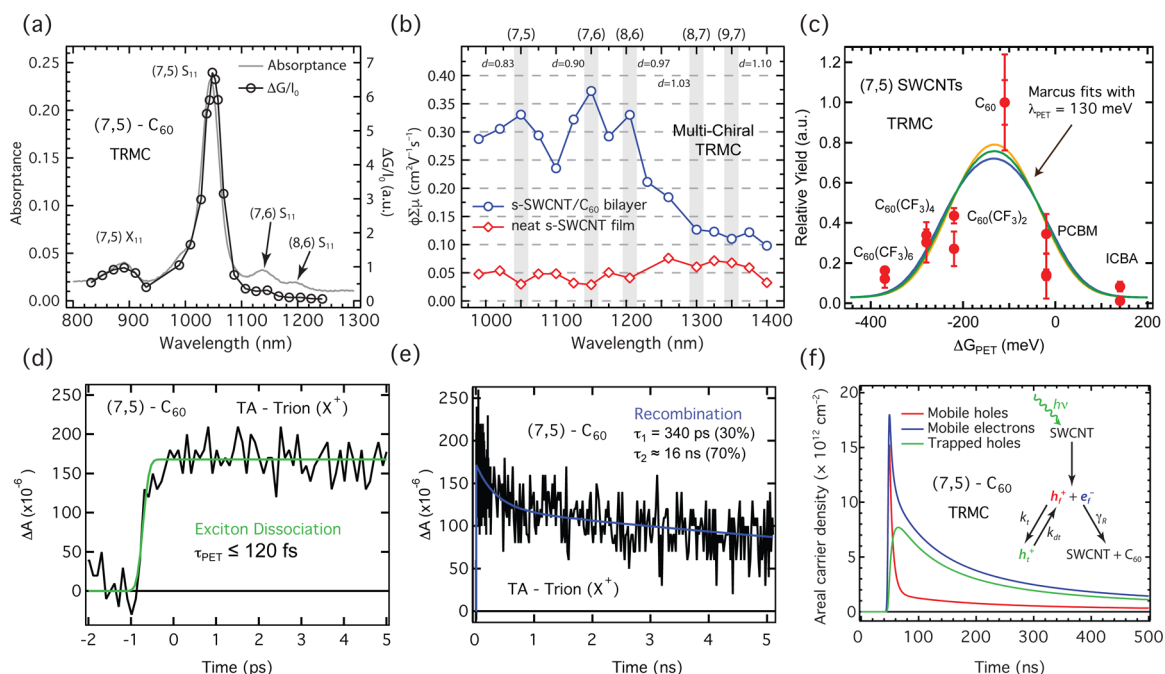 (a)
(7,5) S₁₁
Absorptance
ΔG/I₀
(7,5) - C₆₀
TRMC
(7,6) S₁₁
(7,5) X₁₁
(8,6) S₁₁
0.25
0.20
0.15
0.10
0.05
0.00
Absorptance
7
6
5
4
3
2
1
0
ΔG/I₀ (a.u)
800
900
1000
1100
1200
1300
Wavelength (nm)
(b)
(7,5)
(7,6)
(8,6)
(8,7)
(9,7)
d=0.83
d=0.90
d=0.97
d=1.03
d=1.10
Multi-Chiral
TRMC
s-SWCNT/C₆₀ bilayer
neat s-SWCNT film
0.40
0.35
0.30
0.25
0.20
0.15
0.10
0.05
0.00
ϕΣμ (cm²V⁻¹s⁻¹)
1000
1100
1200
1300
1400
Wavelength (nm)
(c)
(7,5) SWCNTs
TRMC
C₆₀
Marcus fits with
λPET = 130 meV
C₆₀(CF₃)₄
C₆₀(CF₃)₂
PCBM
C₆₀(CF₃)₆
ICBA
1.2
1.0
0.8
0.6
0.4
0.2
0.0
Relative Yield (a.u.)
-400
-200
0
200
ΔGPET (meV)
(d)
(7,5) - C₆₀
TA - Trion (X⁺)
Exciton Dissociation
τPET ≤ 120 fs
250
200
150
100
50
0
ΔA (x10⁻⁶)
-2
-1
0
1
2
3
4
5
Time (ps)
(e)
(7,5) - C₆₀
Recombination
τ₁ = 340 ps (30%)
τ₂ ≈ 16 ns (70%)
TA - Trion (X⁺)
200
150
100
50
0
ΔA (x10⁻⁶)
0
1
2
3
4
5
Time (ns)
(f)
Mobile holes
Mobile electrons
Trapped holes
hν
SWCNT
(7,5) - C₆₀
TRMC
hf⁺ + ef⁻
kt
kdt
γR
ht⁺
SWCNT + C₆₀
20
15
10
5
0
Areal carrier density (× 10¹² cm⁻²)
0
100
200
300
400
500
Time (ns)